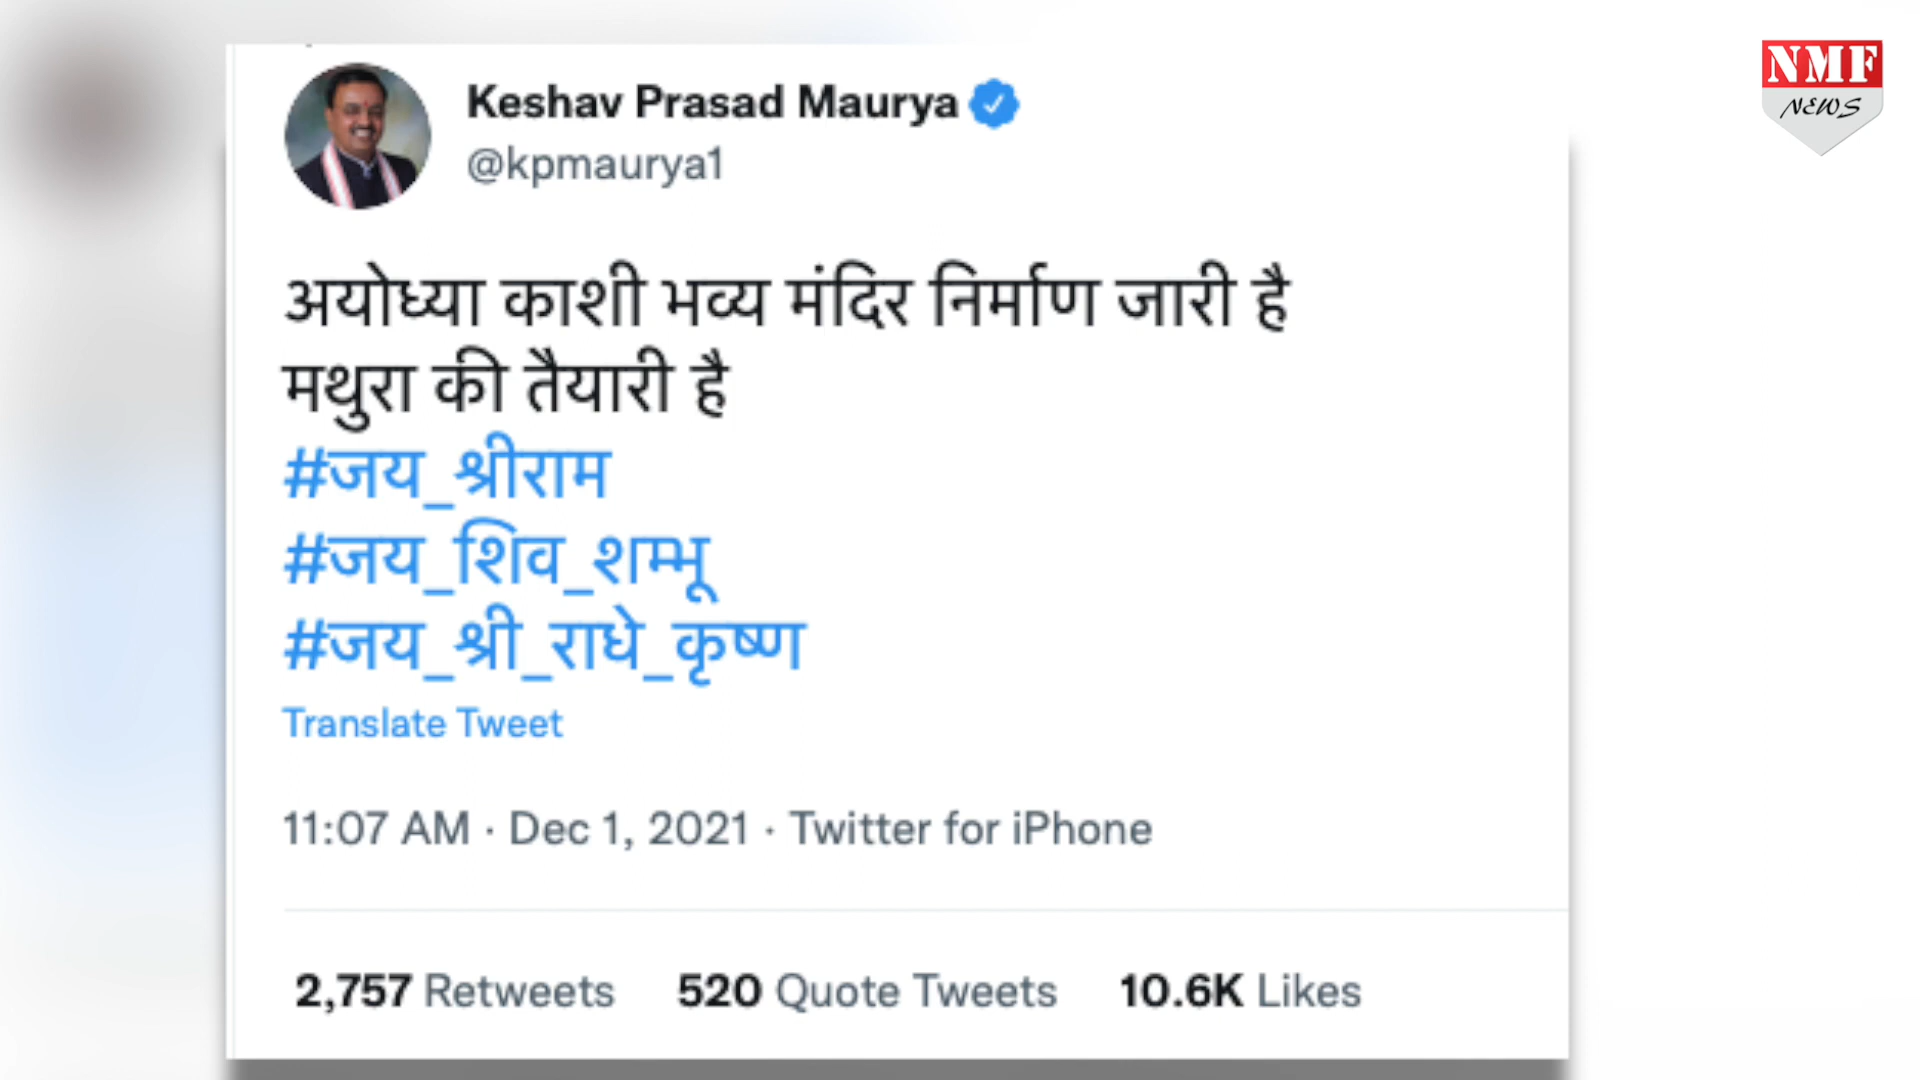 Keshav Prasad Maurya
@kpmaurya1
NMF
NEWS
अयोध्या काशी भव्य मंदिर निर्माण जारी है
मथुरा की तैयारी है
#जय_श्रीराम
#जय_शिव_शम्भू
#जय_श्री_राधे_कृष्ण
Translate Tweet
11:07 AM · Dec 1, 2021 · Twitter for iPhone
2,757 Retweets 520 Quote Tweets 10.6K Likes